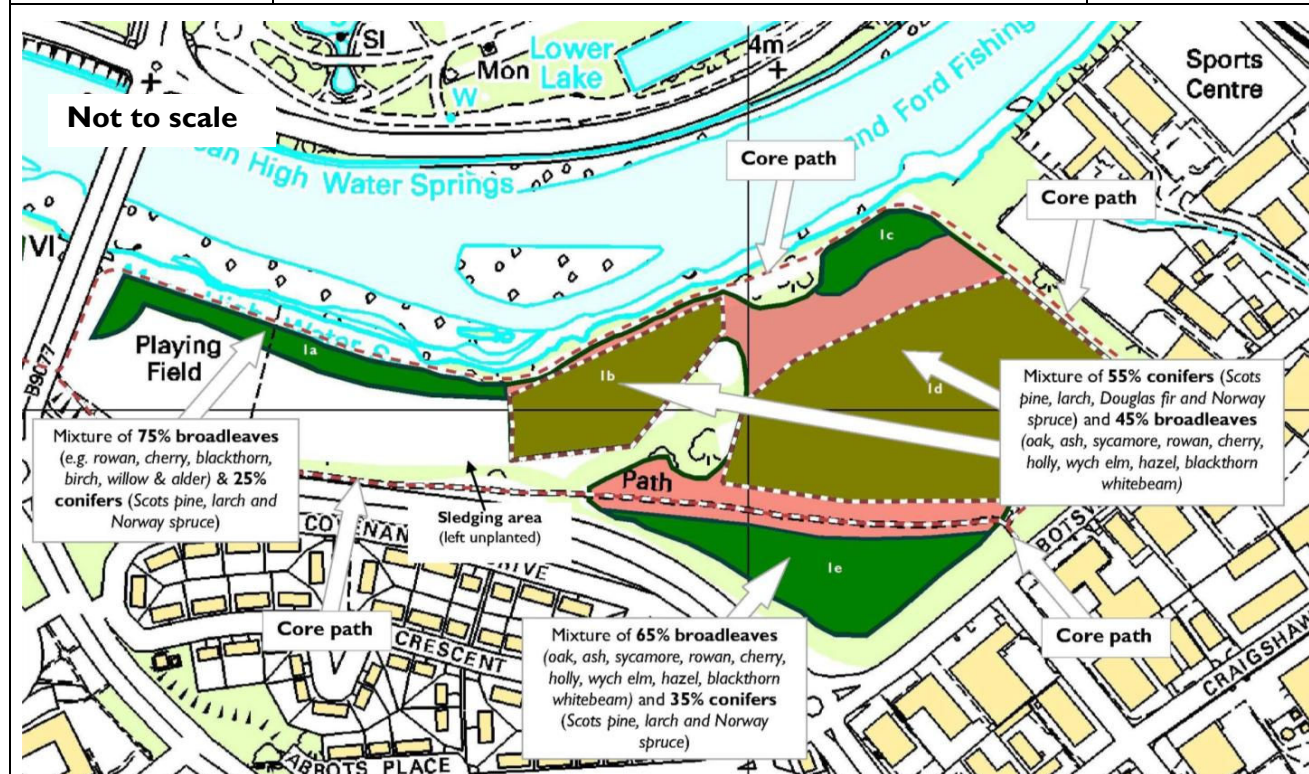 SI
Mon
Lower
Lake
W
4m
Sports
Centre
Not to scale
an High Water Springs
and Ford Fishing
Core path
Core path
VI
1c
Playing
Field
1a
1b
1d
B9077
Mixture of 55% conifers (Scots
pine, larch, Douglas fir and Norway
spruce) and 45% broadleaves
(oak, ash, sycamore, rowan, cherry,
holly, wych elm, hazel, blackthorn
whitebeam)
Mixture of 75% broadleaves
(e.g. rowan, cherry, blackthorn,
birch, willow & alder) & 25%
conifers (Scots pine, larch and
Norway spruce)
Path
Sledging area
(left unplanted)
COVENAN
RIVE
1e
BOTSW
Core path
CRESCENT
Mixture of 65% broadleaves
(oak, ash, sycamore, rowan, cherry,
holly, wych elm, hazel, blackthorn
whitebeam) and 35% conifers
(Scots pine, larch and Norway
spruce)
Core path
CRAIGSHAW
ABBOTS PLACE